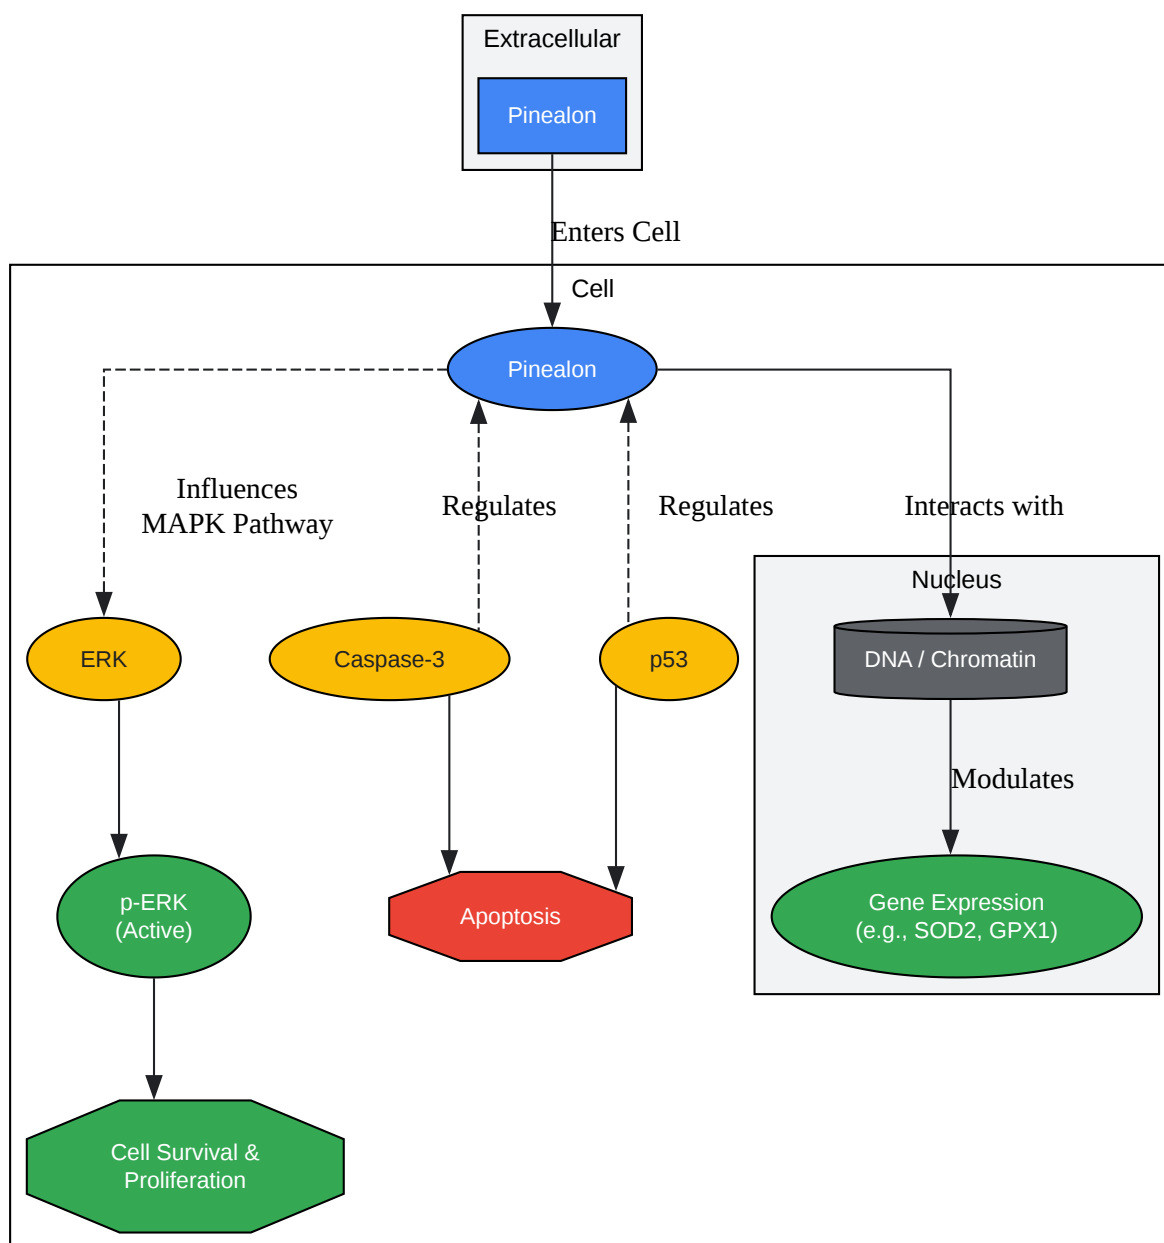 Extracellular
Pinealon
Enters Cell
Cell
Pinealon
Influences
MAPK Pathway
Regulates
Regulates
Interacts with
Nucleus
ERK
Caspase-3
p53
DNA / Chromatin
Modulates
p-ERK
(Active)
Apoptosis
Gene Expression
(e.g., SOD2, GPX1)
Cell Survival &
Proliferation